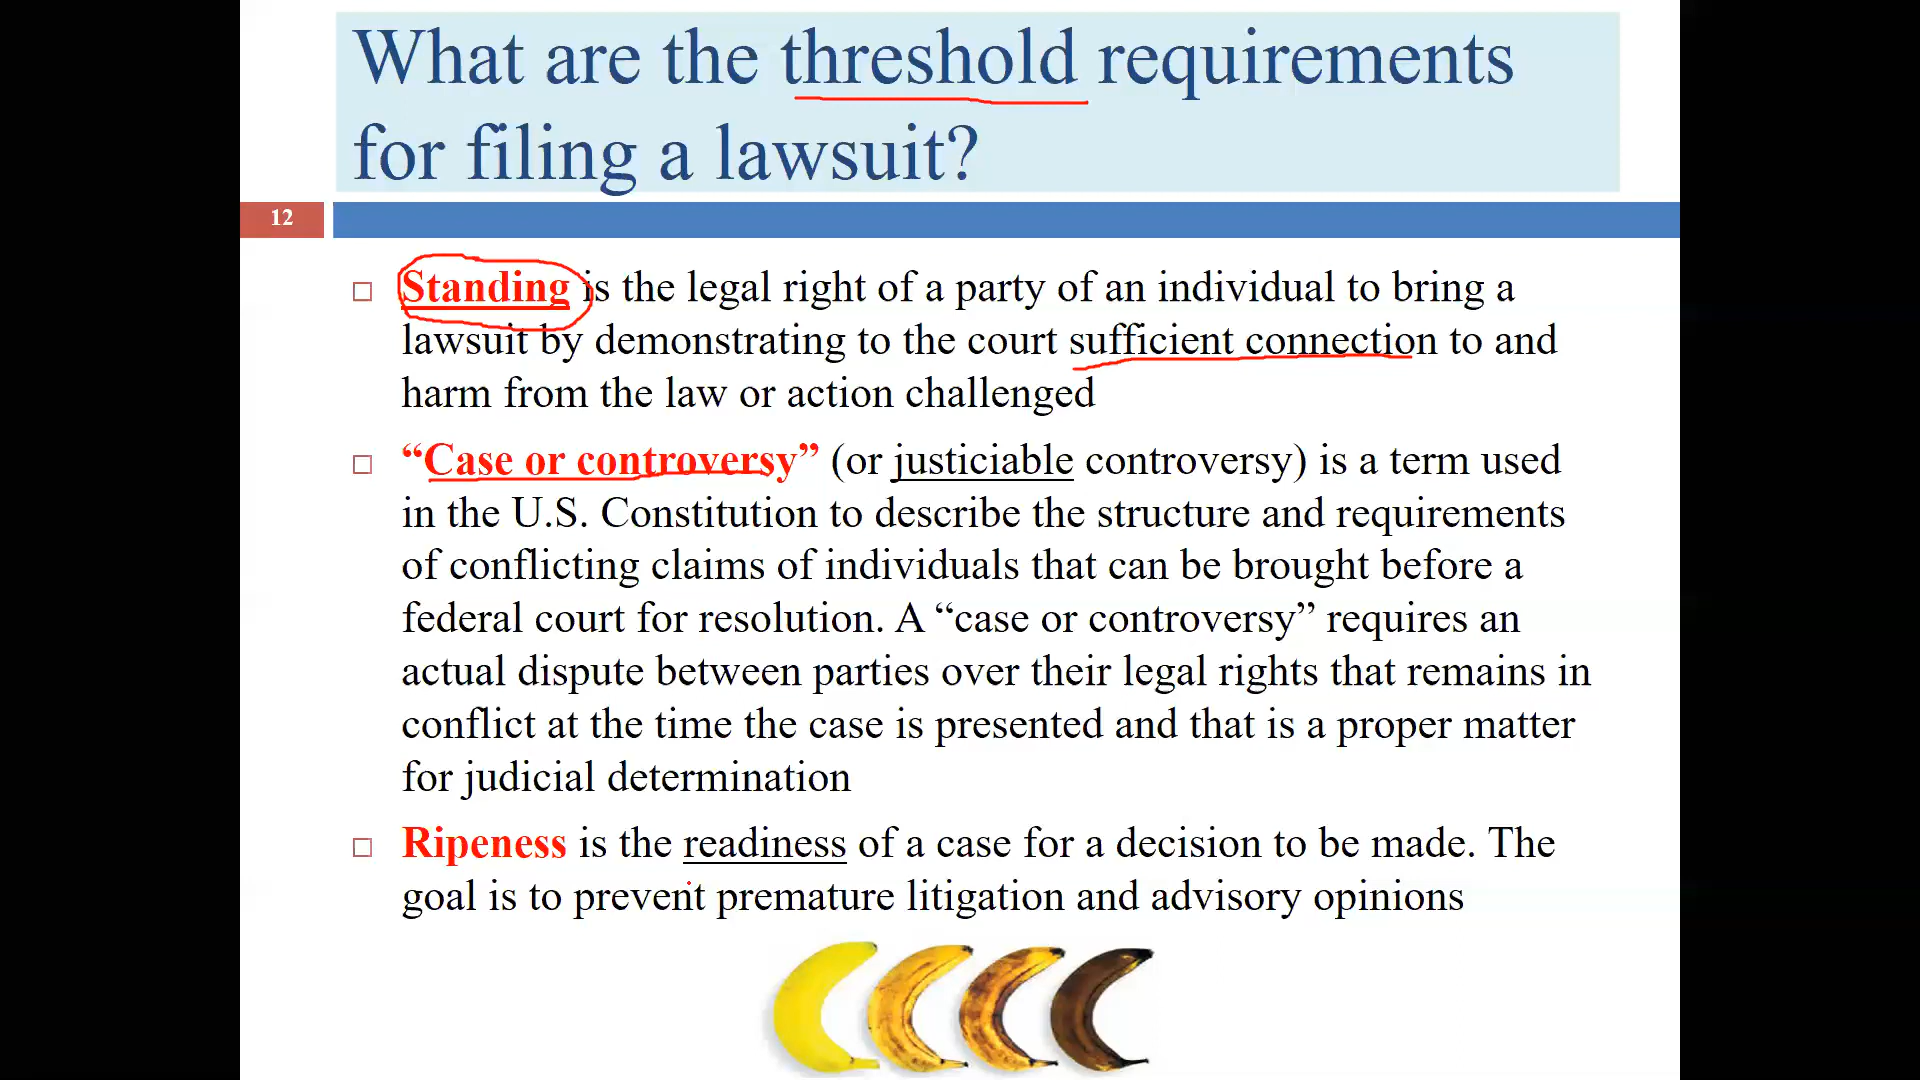 What are the threshold requirements
for filing a lawsuit?
12
Standing is the legal right of a party of an individual to bring a
lawsuit by demonstrating to the court sufficient connection to and
harm from the law or action challenged
“Case or controversy” (or justiciable controversy) is a term used
in the U.S. Constitution to describe the structure and requirements
of conflicting claims of individuals that can be brought before a
federal court for resolution. A “case or controversy” requires an
actual dispute between parties over their legal rights that remains in
conflict at the time the case is presented and that is a proper matter
for judicial determination
Ripeness is the readiness of a case for a decision to be made. The
goal is to prevent premature litigation and advisory opinions